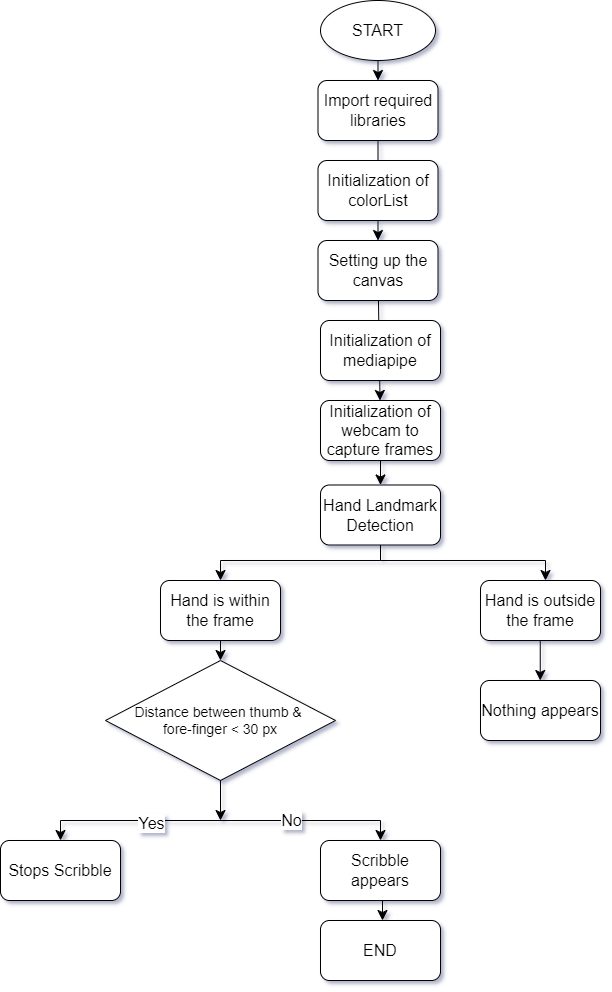 START
Import required
libraries
Initialization of
colorList
Setting up the
canvas
Initialization of
mediapipe
Initialization of
webcam to
capture frames
Hand Landmark
Detection
Hand is within
the frame
Hand is outside
the frame
Distance between thumb &
fore-finger < 30 px
Nothing appears
Yes
No
Stops Scribble
Scribble
appears
END